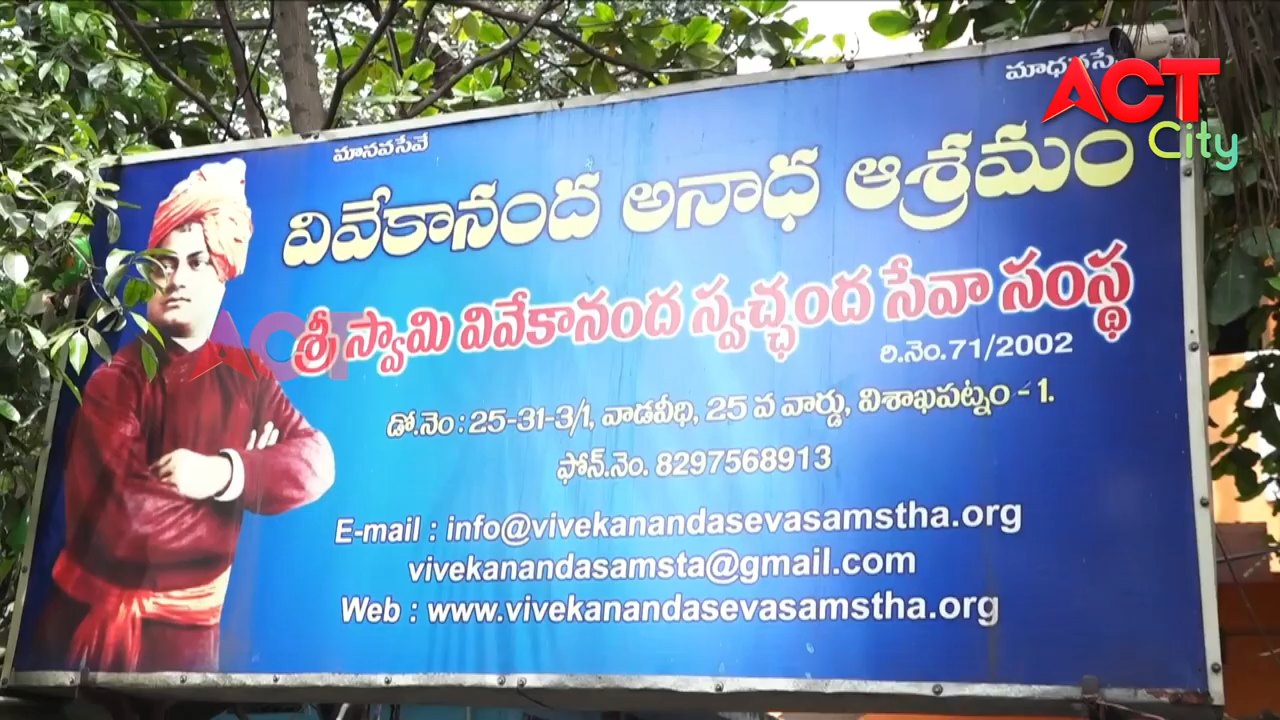 మానవసేవే
ACT
City
వివేకానంద అనాధ ఆశ్రమం
శ్రీ స్వామి వివేకానంద స్వచ్ఛంద సేవా సంస్థ
రి.నెం.71/2002
డో.నెం : 25-31-3/1, వాడవీధి, 25 వ వార్డు, విశాఖపట్నం - 1.
ఫోన్.నెం. 8297568913
E-mail : info@vivekanandasevasamstha.org
vivekanandasamsta@gmail.com
Web : www.vivekanandasevasamstha.org
ACT